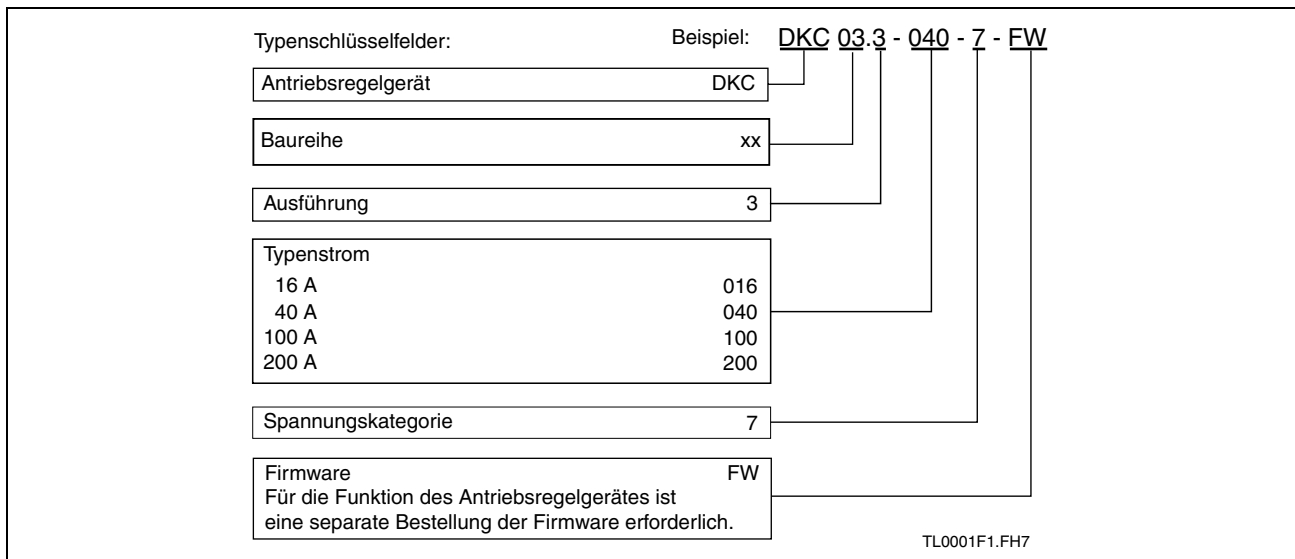 Typenschlüsselfelder: Beispiel: DKC 03.3 - 040 - 7 - FW
Antriebsregelgerät DKC
Baureihe xx
Ausführung 3
Typenstrom
16 A 016
40 A 040
100 A 100
200 A 200
Spannungskategorie 7
Firmware FW
Für die Funktion des Antriebsregelgerätes ist
eine separate Bestellung der Firmware erforderlich.
TL0001F1.FH7